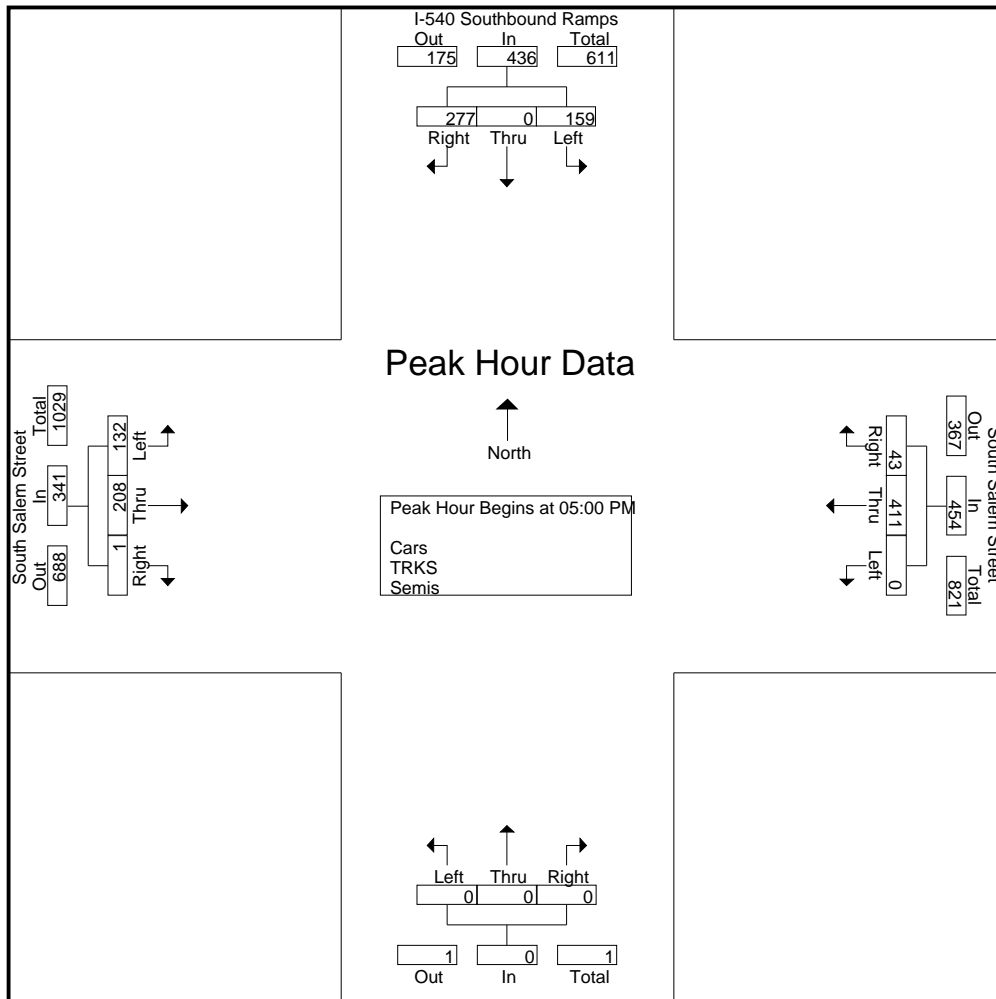 I-540 Southbound Ramps
Out In Total
175 436 611
277 0 159
Right Thru Left
Peak Hour Data
North
Peak Hour Begins at 05:00 PM
Cars
TRKS
Semis
South Salem Street
Out In Total
688 341 1029
Left Thru Right
132 208 1
South Salem Street
Out In Total
367 454 821
Right Thru Left
43 411 0
Left Thru Right
0 0 0
1 0 1
Out In Total